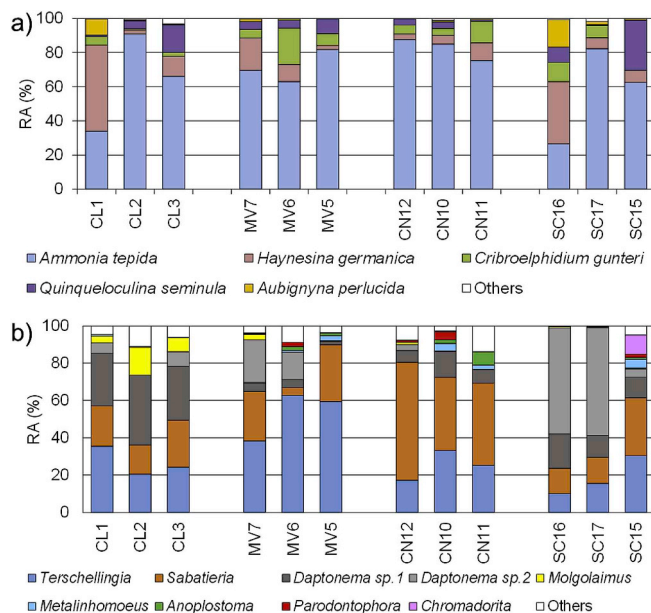 a)
100
80
60
40
20
0
RA (%)
CL1 CL2 CL3 MV7 MV6 MV5 CN12 CN10 CN11 SC16 SC17 SC15
Ammonia tepida Haynesina germanica Cribroelphidium gunteri
Quinqueloculina seminula Aubignyna perlucida Others
b)
100
80
60
40
20
0
RA (%)
CL1 CL2 CL3 MV7 MV6 MV5 CN12 CN10 CN11 SC16 SC17 SC15
Terschellingia Sabatieria Daptonema sp.1 Daptonema sp.2 Molgolaimus
Metalinhomoeus Anoplostoma Parodontophora Chromadorita Others